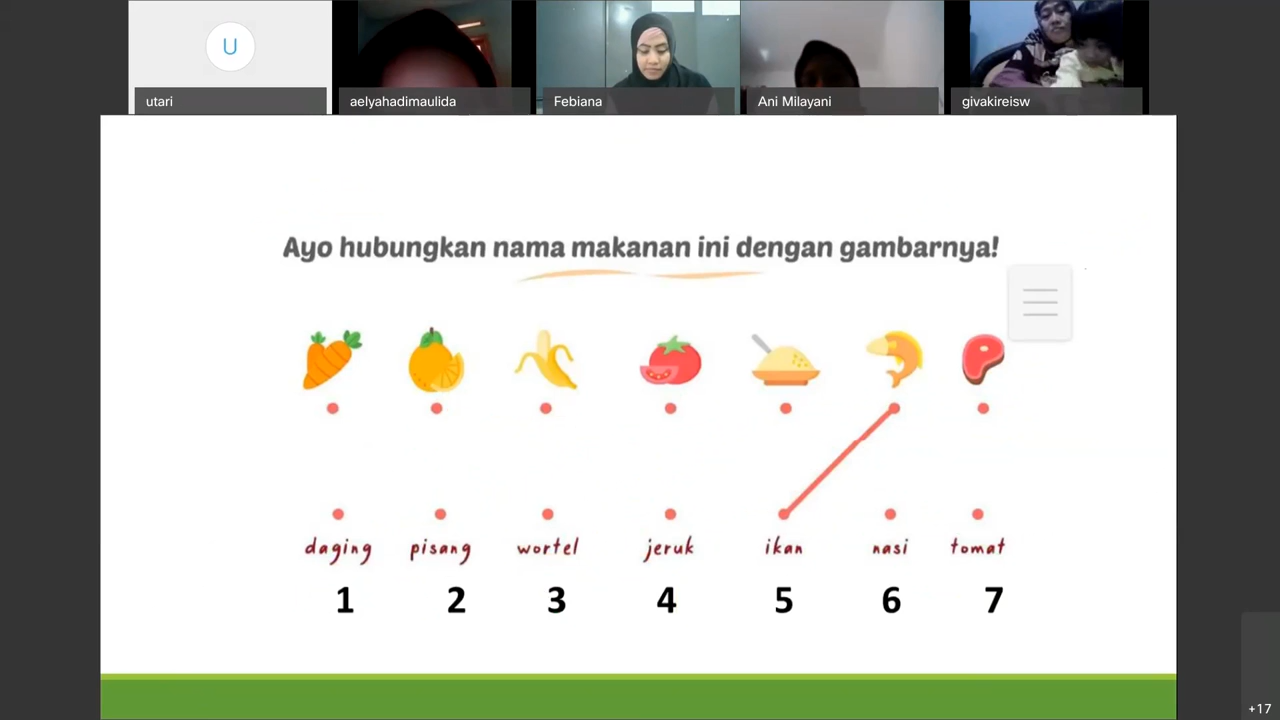 U
utari
aelyahadimaulida
Febiana
Ani Milayani
givakireisw
Ayo hubungkan nama makanan ini dengan gambarnya!
daging pisang wortel jeruk ikan nasi tomat
1 2 3 4 5 6 7
+17